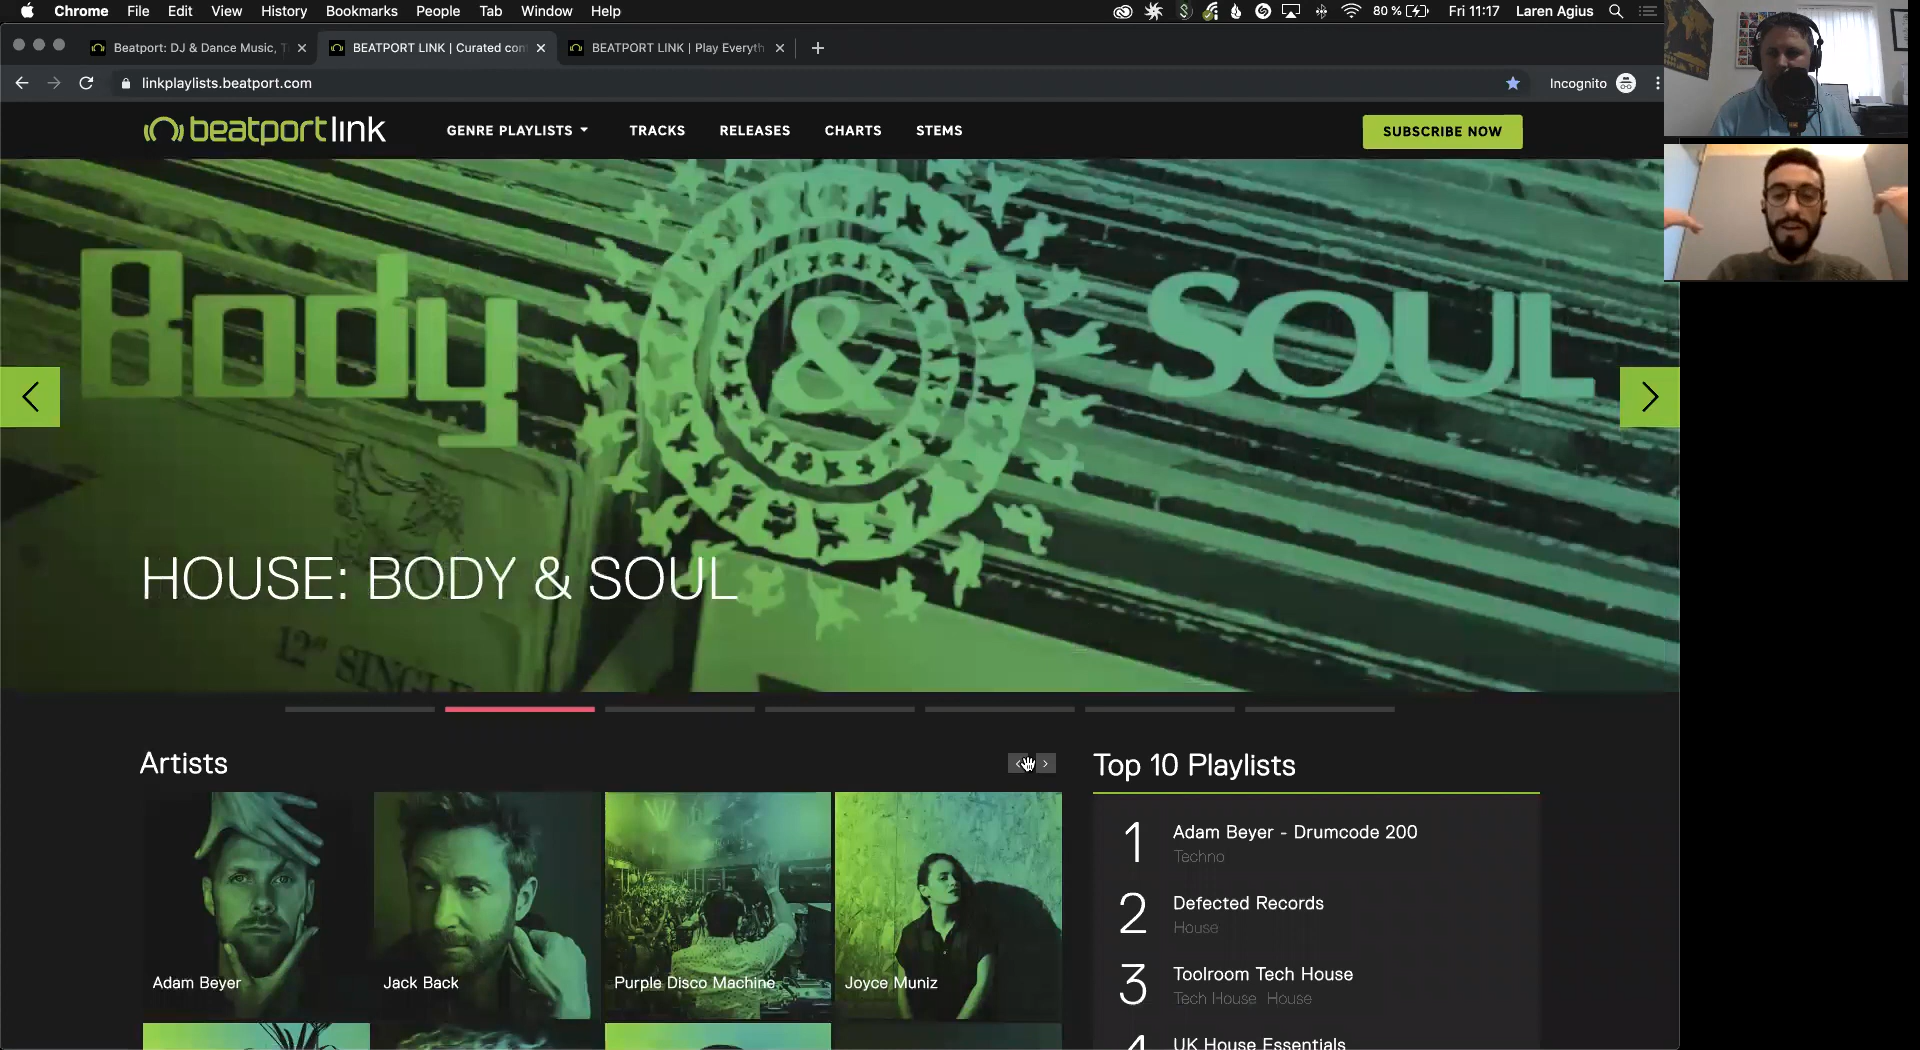 Chrome File Edit View History Bookmarks People Tab Window Help 80 % Fri 11:17 Laren Agius
Beatport: DJ & Dance Music, T
BEATPORT LINK | Curated con
BEATPORT LINK | Play Everyth
linkplaylists.beatport.com
Incognito
beatport link
GENRE PLAYLISTS TRACKS RELEASES CHARTS STEMS
SUBSCRIBE NOW
Body & SOUL
HOUSE: BODY & SOUL
12" SINGLE
Artists
Adam Beyer
Jack Back
Purple Disco Machine
Joyce Muniz
Top 10 Playlists
1 Adam Beyer - Drumcode 200
Techno
2 Defected Records
House
3 Toolroom Tech House
Tech House House
4 UK House Essentials